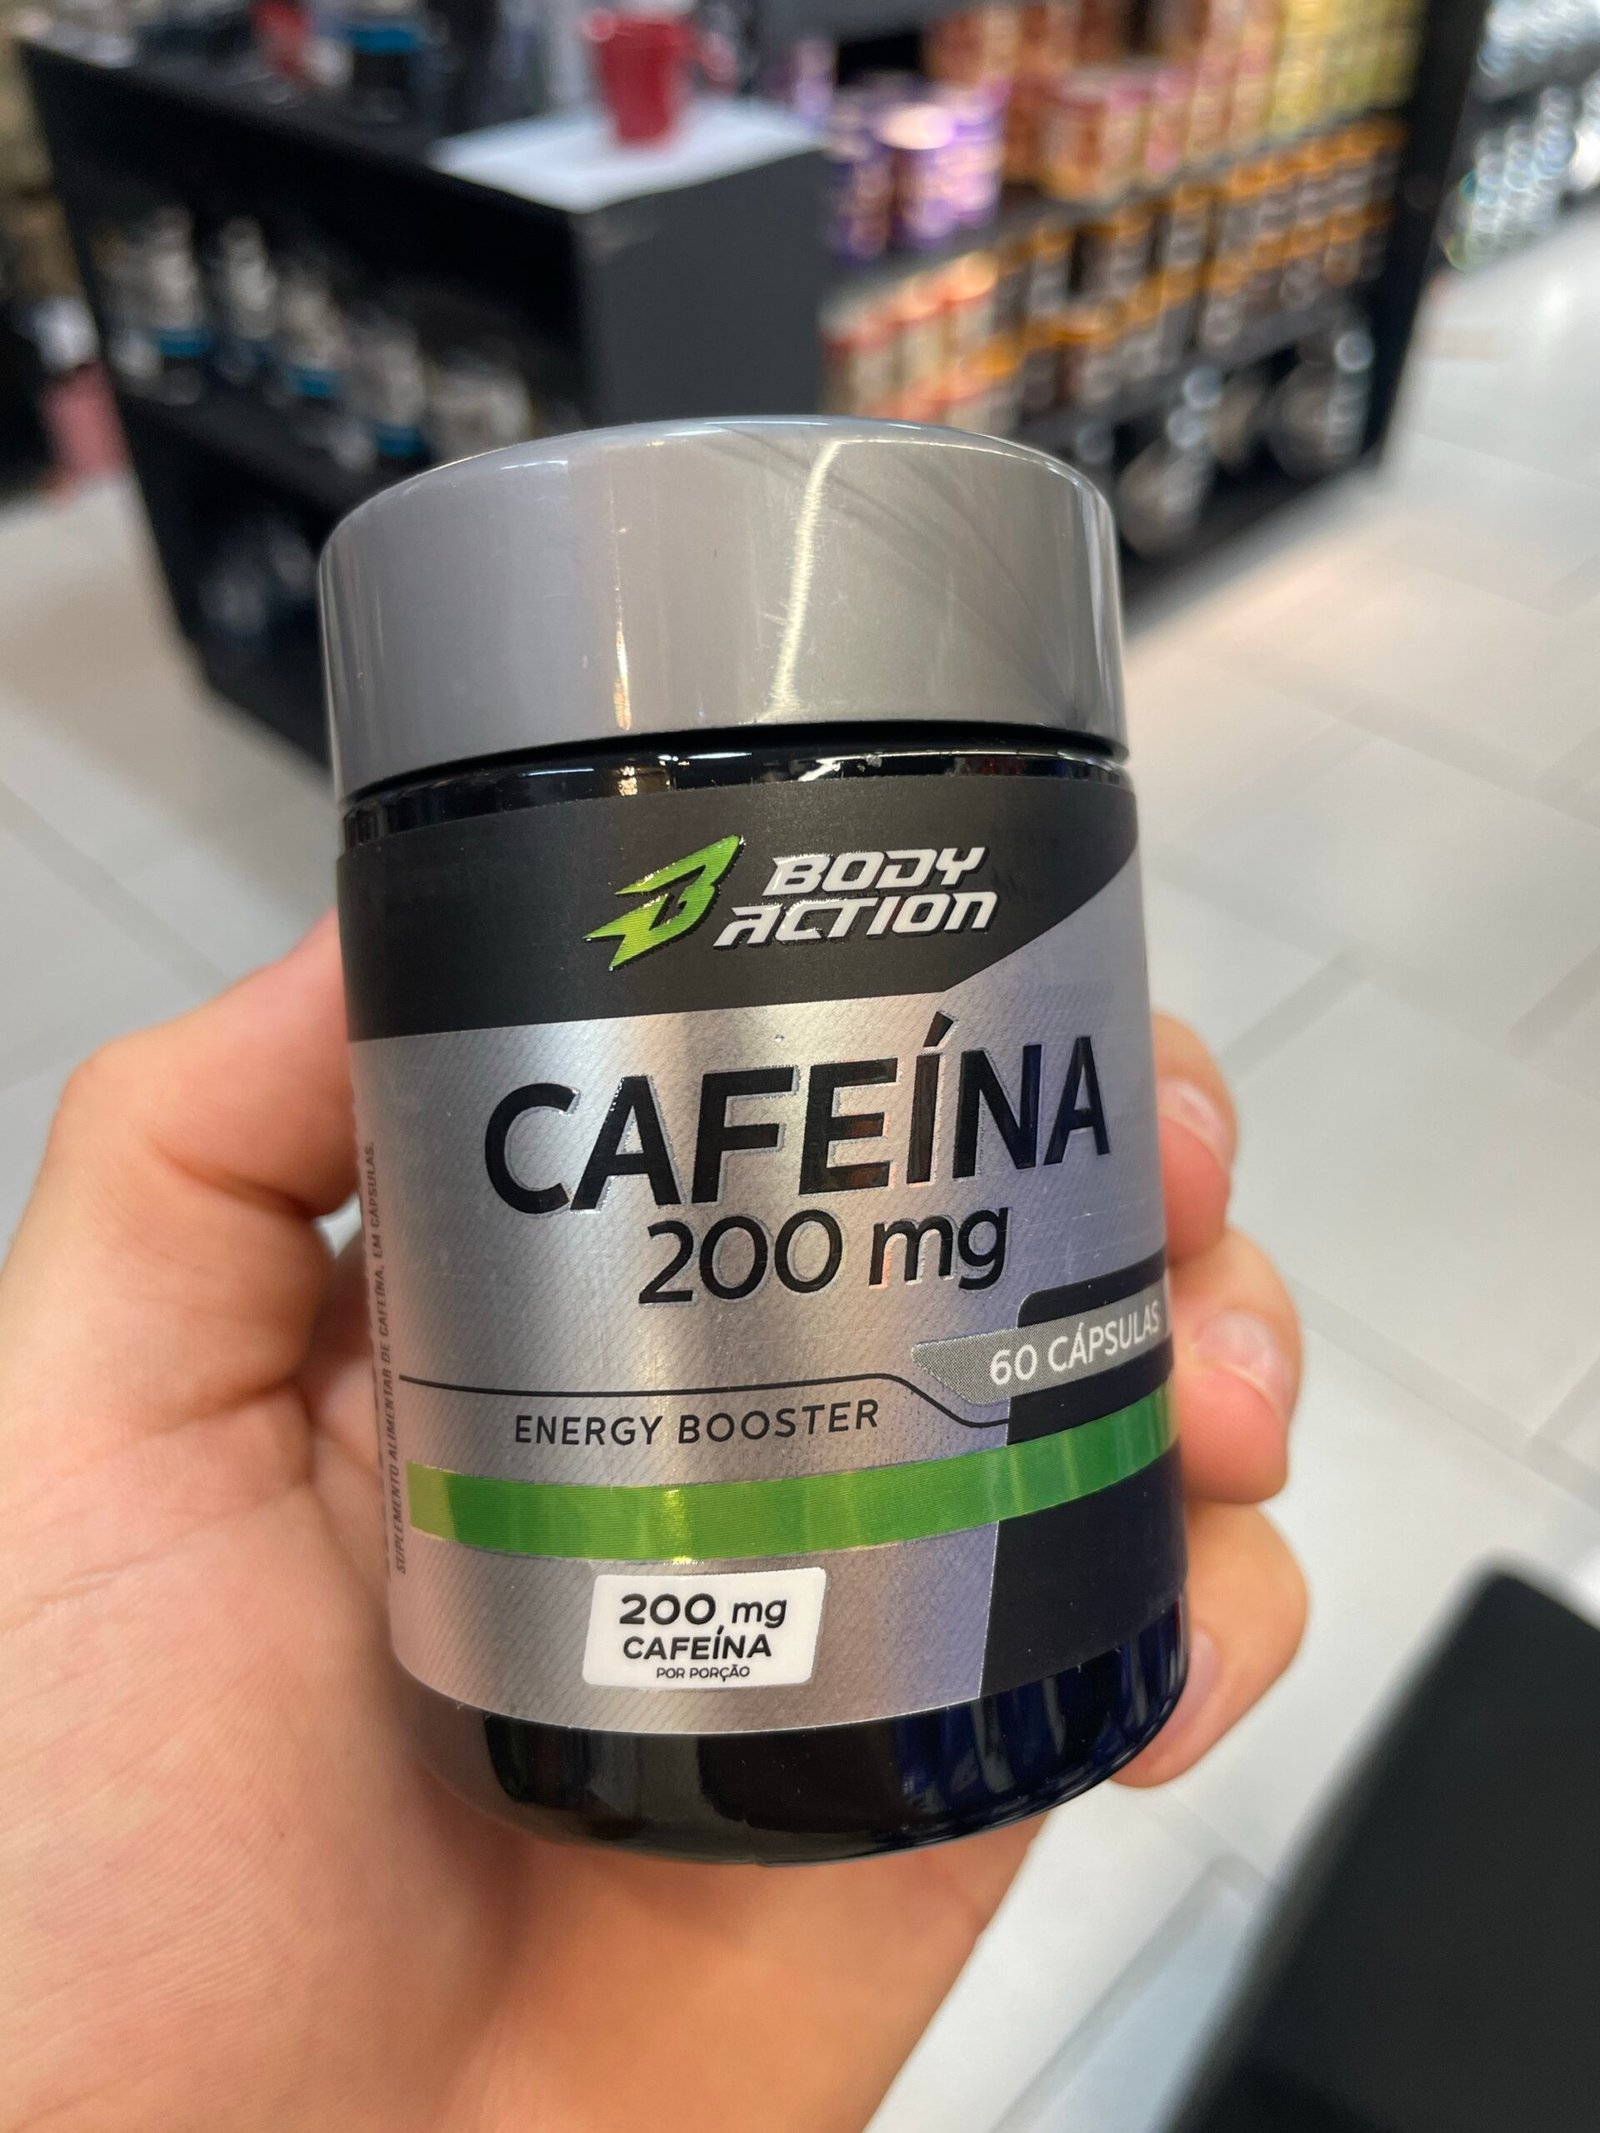 BODY
ACTION
CAFEÍNA
200 mg
60 CÁPSULAS
ENERGY BOOSTER
200 mg
CAFEÍNA
POR PORÇÃO
SUPLEMENTO ALIMENTAR DE CAFEÍNA, EM CÁPSULAS.